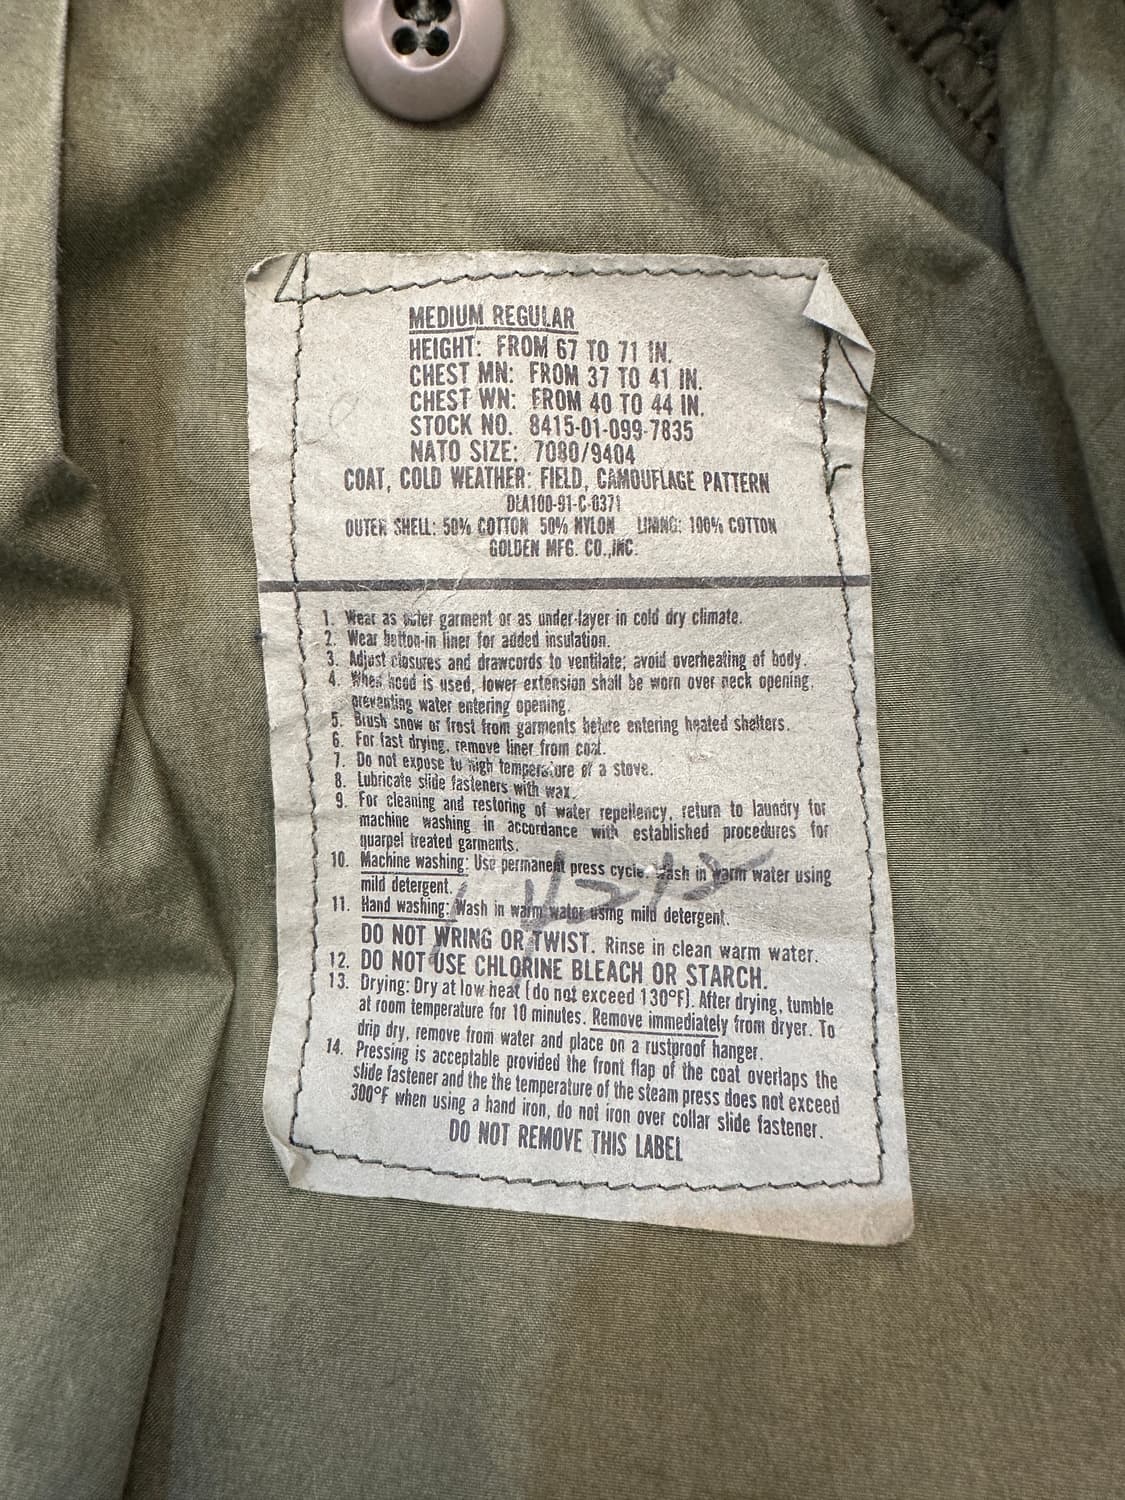 MEDIUM REGULAR
HEIGHT: FROM 67 TO 71 IN.
CHEST MN: FROM 37 TO 41 IN.
CHEST WN: FROM 40 TO 44 IN.
STOCK NO. 8415-01-099-7835
NATO SIZE: 7080/9404
COAT, COLD WEATHER: FIELD, CAMOUFLAGE PATTERN
DLA100-91-C-0371
OUTER SHELL: 50% COTTON 50% NYLON LINING: 100% COTTON
GOLDEN MFG. CO.,INC.
1. Wear as outer garment or as under-layer in cold dry climate.
2. Wear button-in liner for added insulation.
3. Adjust closures and drawcords to ventilate; avoid overheating of body.
4. When hood is used, lower extension shall be worn over neck opening,
preventing water entering opening.
5. Brush snow or frost from garments before entering heated shelters.
6. For fast drying, remove liner from coat.
7. Do not expose to high temperature of a stove.
8. Lubricate slide fasteners with wax.
9. For cleaning and restoring of water repellency, return to laundry for
machine washing in accordance with established procedures for
quarpel treated garments.
10. Machine washing: Use permanent press cycle. Wash in warm water using
mild detergent.
11. Hand washing: Wash in warm water using mild detergent.
DO NOT WRING OR TWIST. Rinse in clean warm water.
12. DO NOT USE CHLORINE BLEACH OR STARCH.
13. Drying: Dry at low heat (do not exceed 130°F). After drying, tumble
at room temperature for 10 minutes. Remove immediately from dryer. To
drip dry, remove from water and place on a rustproof hanger.
14. Pressing is acceptable provided the front flap of the coat overlaps the
slide fastener and the the temperature of the steam press does not exceed
300°F when using a hand iron, do not iron over collar slide fastener.
DO NOT REMOVE THIS LABEL